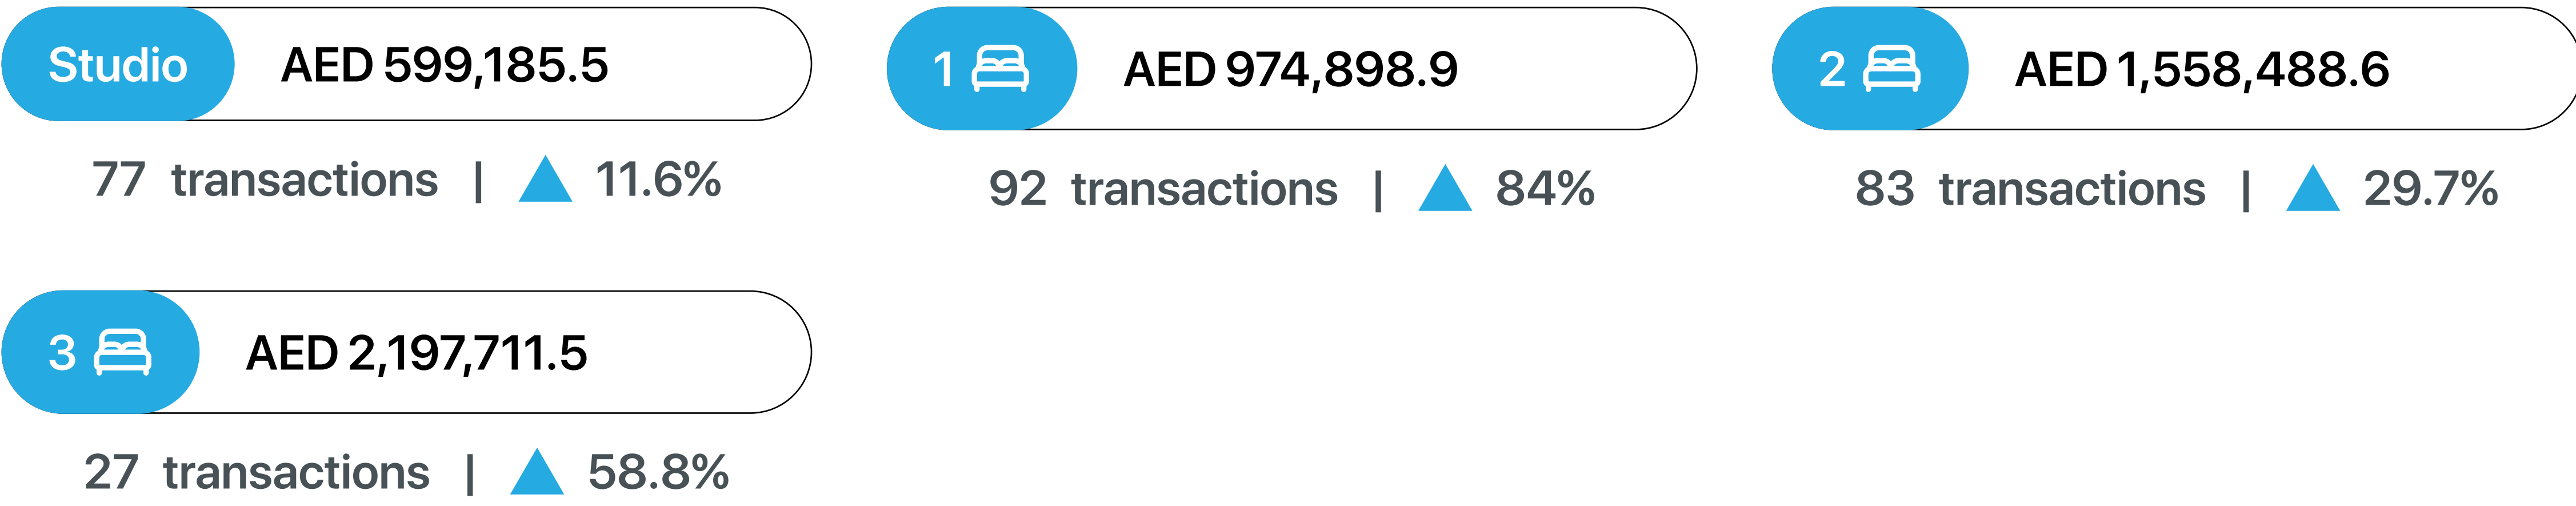 Studio AED 599,185.5
77 transactions | ▲ 11.6%
1 AED 974,898.9
92 transactions | ▲ 84%
2 AED 1,558,488.6
83 transactions | ▲ 29.7%
3 AED 2,197,711.5
27 transactions | ▲ 58.8%